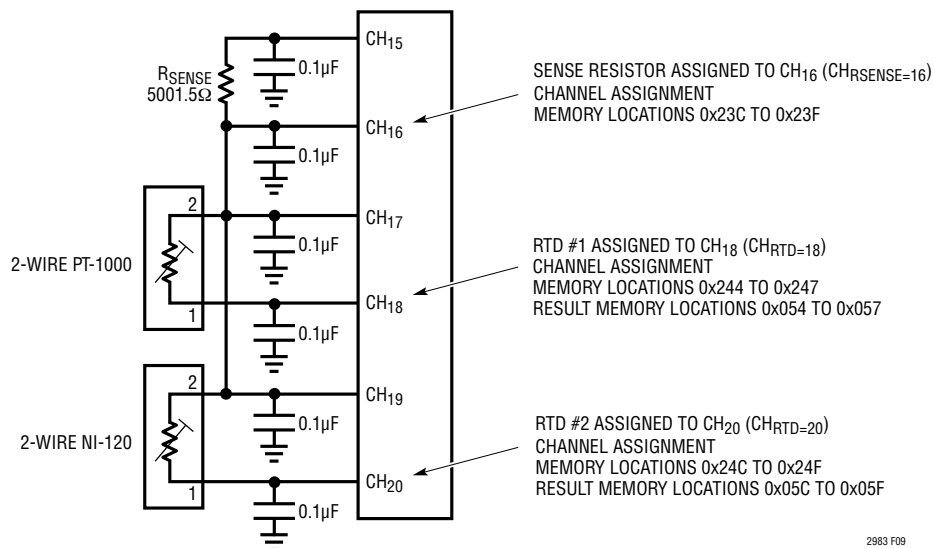 CH15
0.1µF
RSENSE
5001.5Ω
CH16
0.1µF
SENSE RESISTOR ASSIGNED TO CH16 (CHRSENSE=16)
CHANNEL ASSIGNMENT
MEMORY LOCATIONS 0x23C TO 0x23F
2
CH17
0.1µF
2-WIRE PT-1000
1
CH18
0.1µF
RTD #1 ASSIGNED TO CH18 (CHRTD=18)
CHANNEL ASSIGNMENT
MEMORY LOCATIONS 0x244 TO 0x247
RESULT MEMORY LOCATIONS 0x054 TO 0x057
2
CH19
0.1µF
2-WIRE NI-120
1
CH20
0.1µF
RTD #2 ASSIGNED TO CH20 (CHRTD=20)
CHANNEL ASSIGNMENT
MEMORY LOCATIONS 0x24C TO 0x24F
RESULT MEMORY LOCATIONS 0x05C TO 0x05F
2983 F09